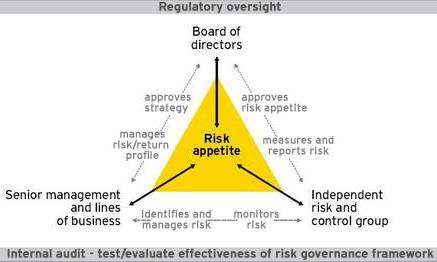 Regulatory oversight
Board of
directors
approves
strategy
approves
risk appetite
manages
risk/return
profile
Risk
appetite
measures and
reports risk
Senior management
and lines
of business
identifies and
manages risk
monitors
risk
Independent
risk and
control group
Internal audit - test/evaluate effectiveness of risk governance framework